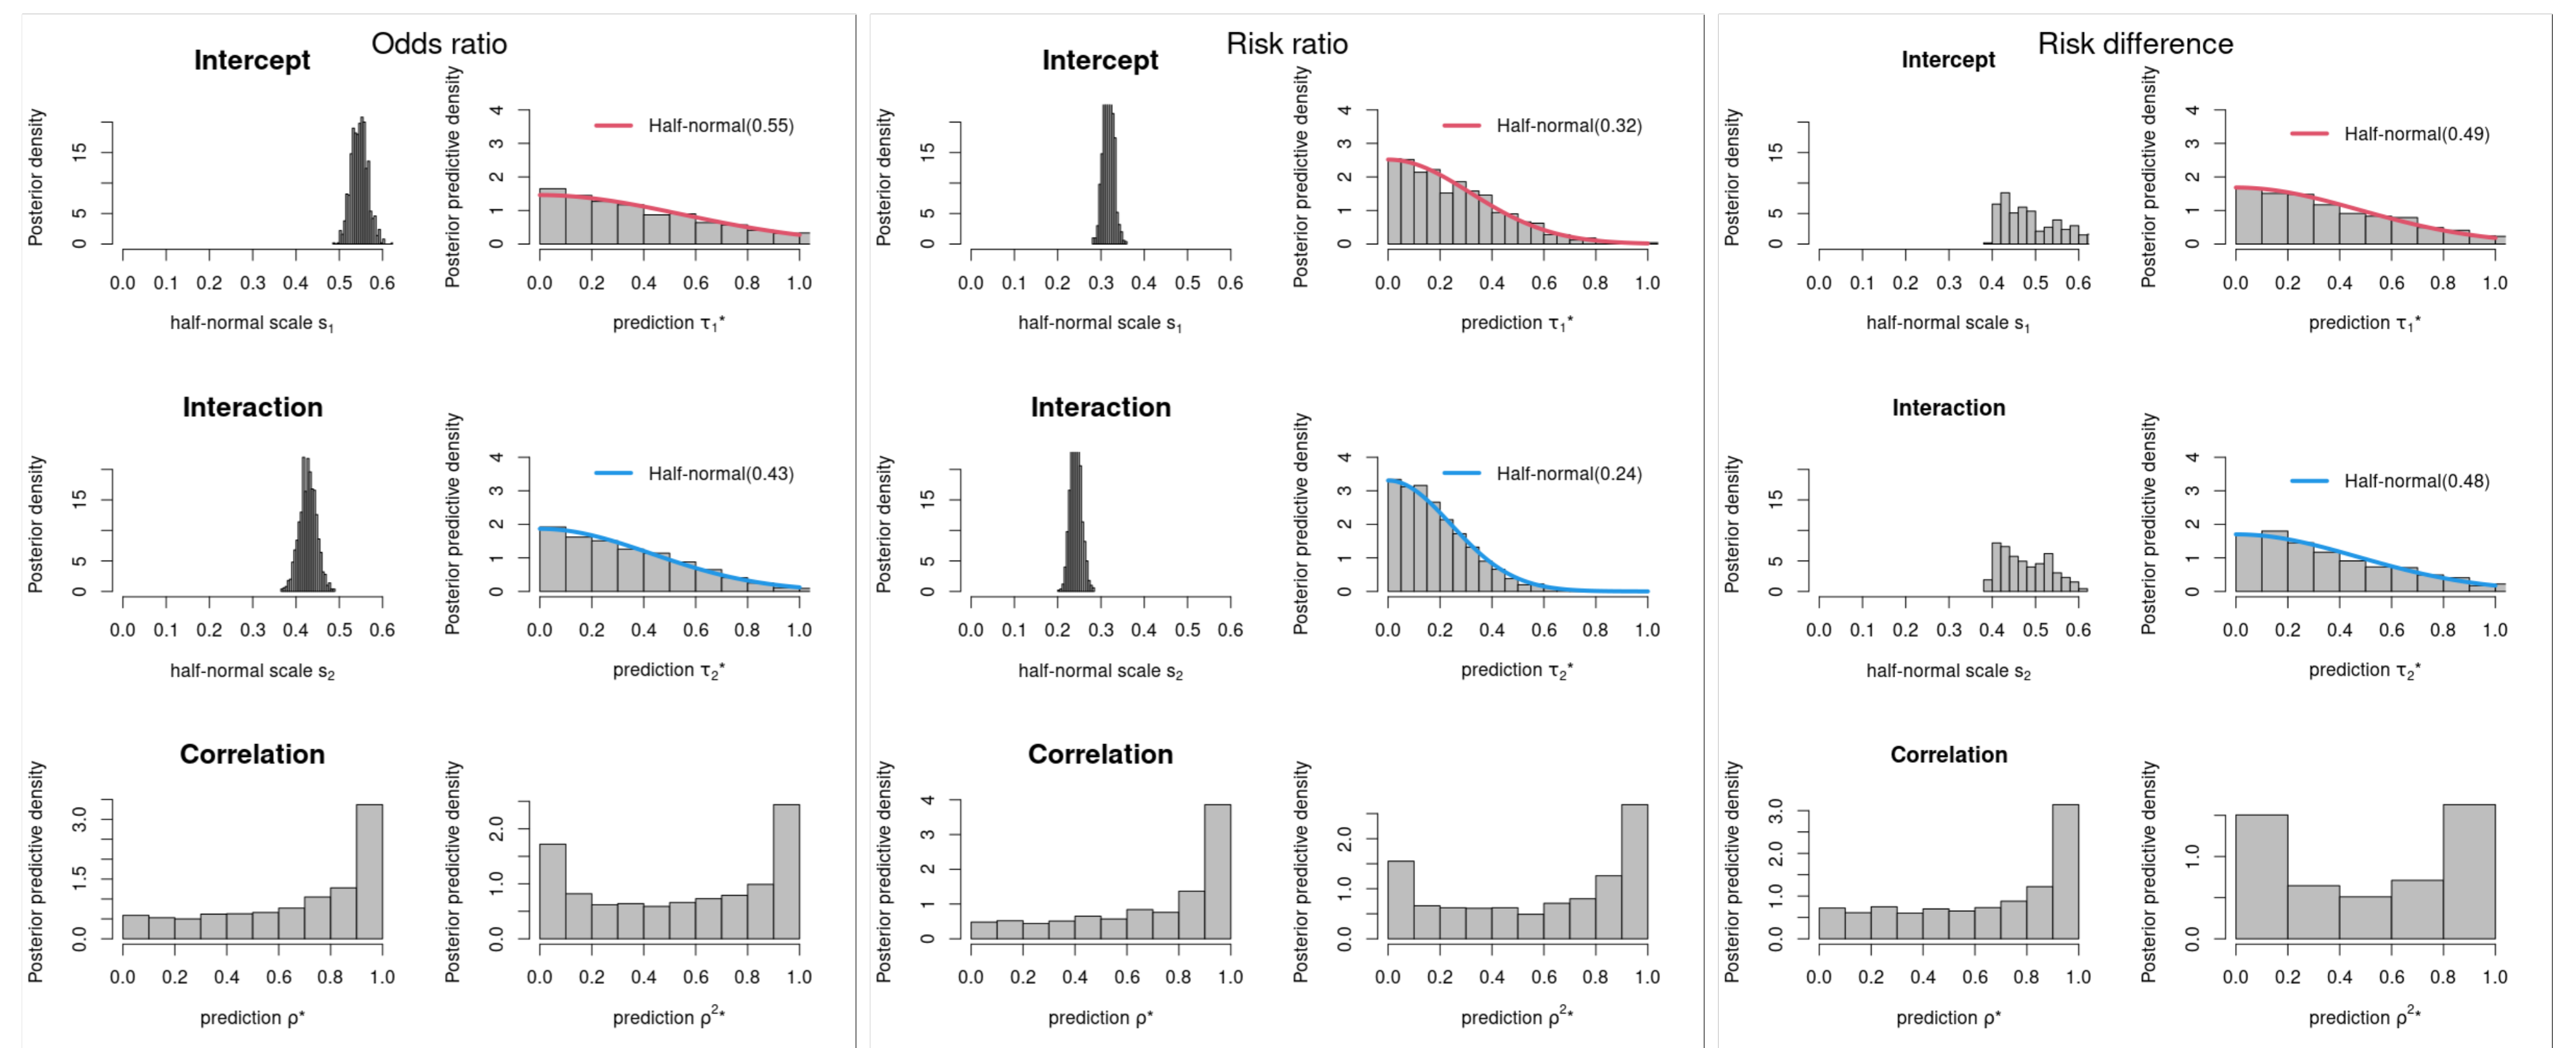 Odds ratio
Intercept
Posterior density
0 5 15
0.0 0.1 0.2 0.3 0.4 0.5 0.6
half-normal scale s₁
Posterior predictive density
0 1 2 3 4
Half-normal(0.55)
0.0 0.2 0.4 0.6 0.8 1.0
prediction τ₁*
Interaction
Posterior density
0 5 15
0.0 0.1 0.2 0.3 0.4 0.5 0.6
half-normal scale s₂
Posterior predictive density
0 1 2 3 4
Half-normal(0.43)
0.0 0.2 0.4 0.6 0.8 1.0
prediction τ₂*
Correlation
Posterior predictive density
0.0 1.5 3.0
0.0 0.2 0.4 0.6 0.8 1.0
prediction ρ*
Posterior predictive density
0.0 1.0 2.0
0.0 0.2 0.4 0.6 0.8 1.0
prediction ρ²*
Risk ratio
Intercept
Posterior density
0 5 15
0.0 0.1 0.2 0.3 0.4 0.5 0.6
half-normal scale s₁
Posterior predictive density
0 1 2 3 4
Half-normal(0.32)
0.0 0.2 0.4 0.6 0.8 1.0
prediction τ₁*
Interaction
Posterior density
0 5 15
0.0 0.1 0.2 0.3 0.4 0.5 0.6
half-normal scale s₂
Posterior predictive density
0 1 2 3 4
Half-normal(0.24)
0.0 0.2 0.4 0.6 0.8 1.0
prediction τ₂*
Correlation
Posterior predictive density
0 1 2 3 4
0.0 0.2 0.4 0.6 0.8 1.0
prediction ρ*
Posterior predictive density
0.0 1.0 2.0
0.0 0.2 0.4 0.6 0.8 1.0
prediction ρ²*
Risk difference
Intercept
Posterior density
0 5 15
0.0 0.1 0.2 0.3 0.4 0.5 0.6
half-normal scale s₁
Posterior predictive density
0 1 2 3 4
Half-normal(0.49)
0.0 0.2 0.4 0.6 0.8 1.0
prediction τ₁*
Interaction
Posterior density
0 5 15
0.0 0.1 0.2 0.3 0.4 0.5 0.6
half-normal scale s₂
Posterior predictive density
0 1 2 3 4
Half-normal(0.48)
0.0 0.2 0.4 0.6 0.8 1.0
prediction τ₂*
Correlation
Posterior predictive density
0.0 1.0 2.0 3.0
0.0 0.2 0.4 0.6 0.8 1.0
prediction ρ*
Posterior predictive density
0.0 1.0
0.0 0.2 0.4 0.6 0.8 1.0
prediction ρ²*